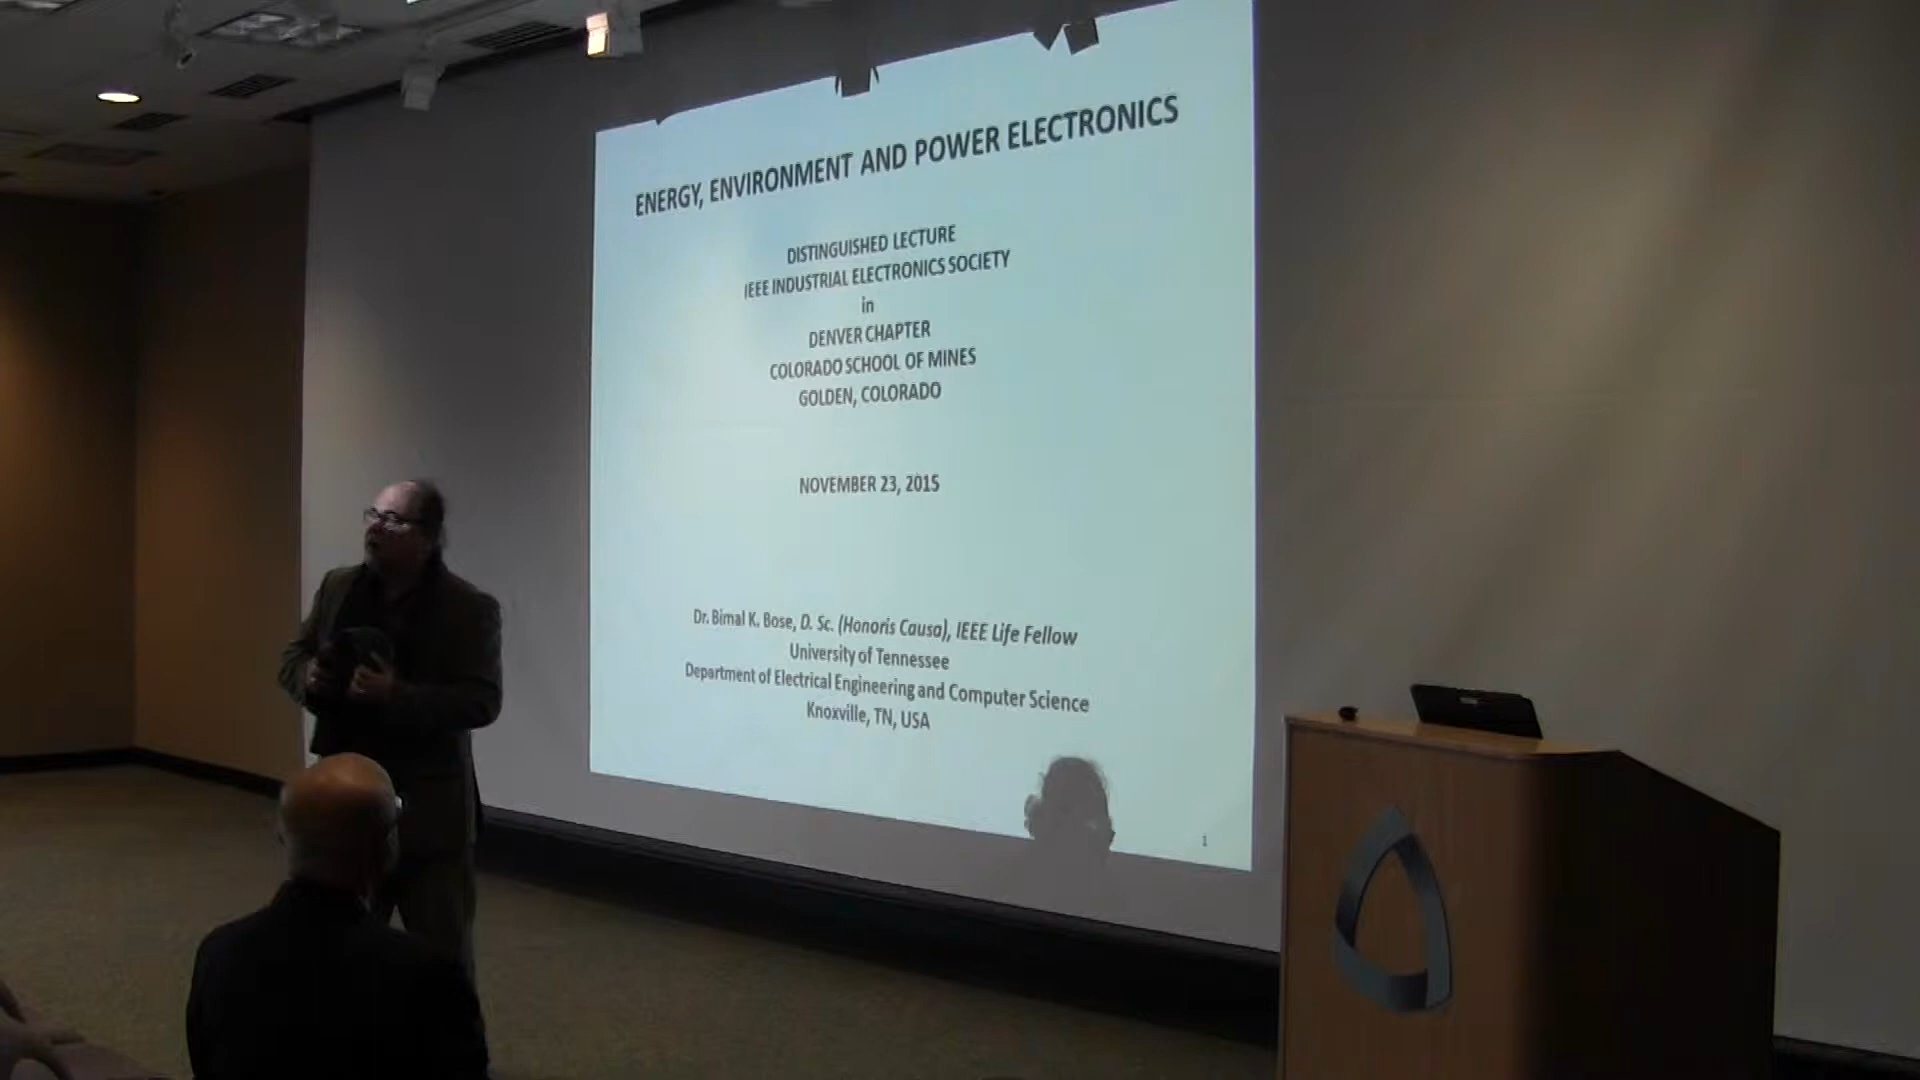 ENERGY, ENVIRONMENT AND POWER ELECTRONICS
DISTINGUISHED LECTURE
IEEE INDUSTRIAL ELECTRONICS SOCIETY
in
DENVER CHAPTER
COLORADO SCHOOL OF MINES
GOLDEN, COLORADO
NOVEMBER 23, 2015
Dr. Bimal K. Bose, D. Sc. (Honoris Causa), IEEE Life Fellow
University of Tennessee
Department of Electrical Engineering and Computer Science
Knoxville, TN, USA
1